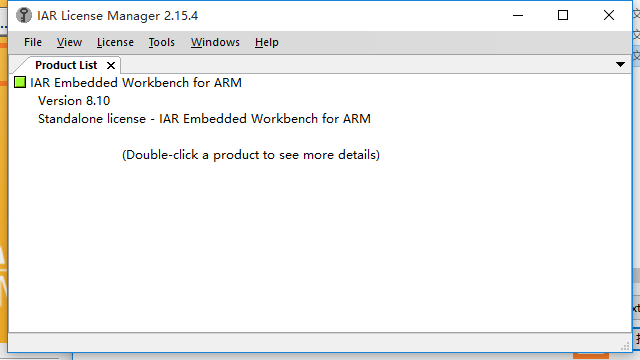 IAR License Manager 2.15.4
File View License Tools Windows Help
Product List
IAR Embedded Workbench for ARM
Version 8.10
Standalone license - IAR Embedded Workbench for ARM
(Double-click a product to see more details)